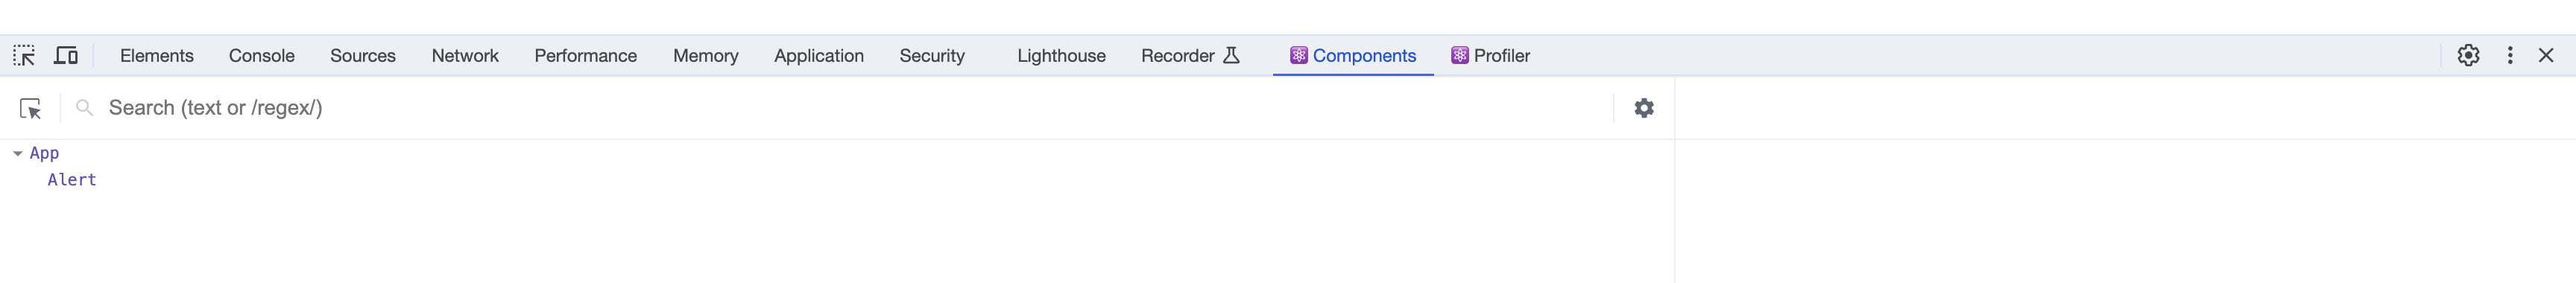 Elements Console Sources Network Performance Memory Application Security Lighthouse Recorder Components Profiler
Search (text or /regex/)
App
Alert